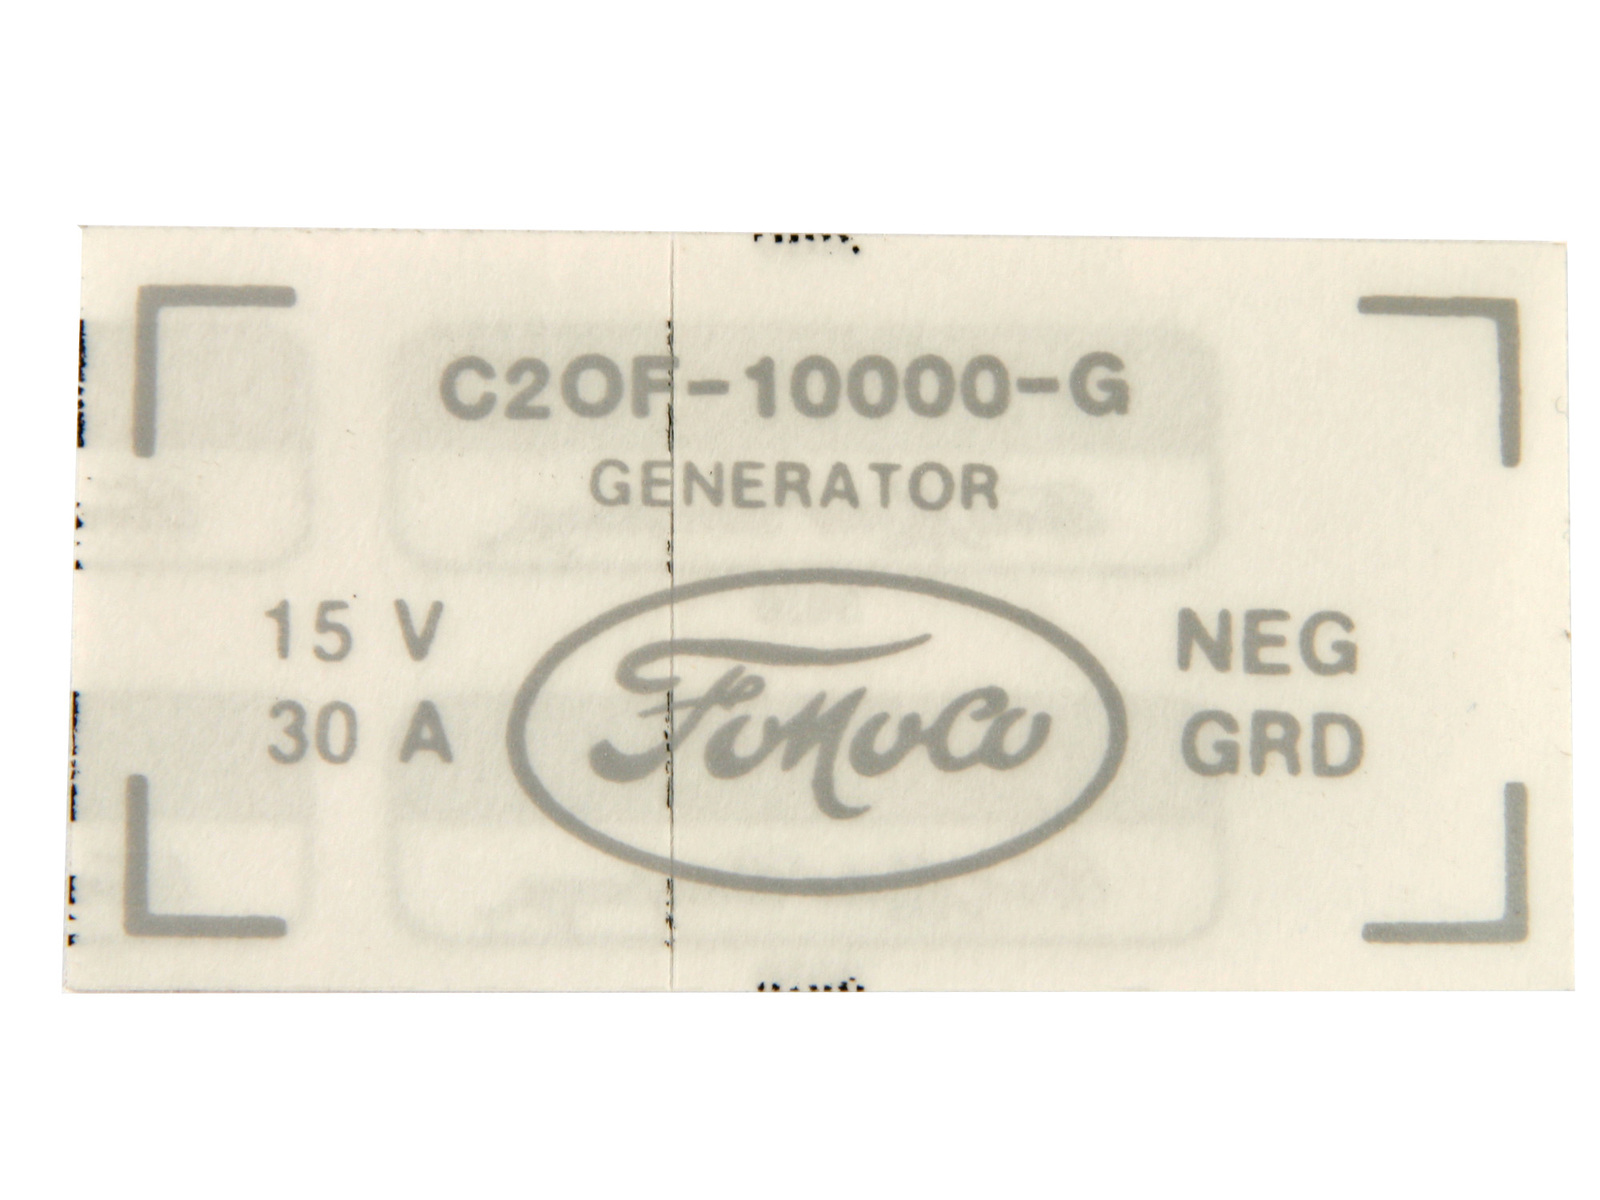 C2OF-10000-G
GENERATOR
15 V
30 A
FoMoCo
NEG
GRD